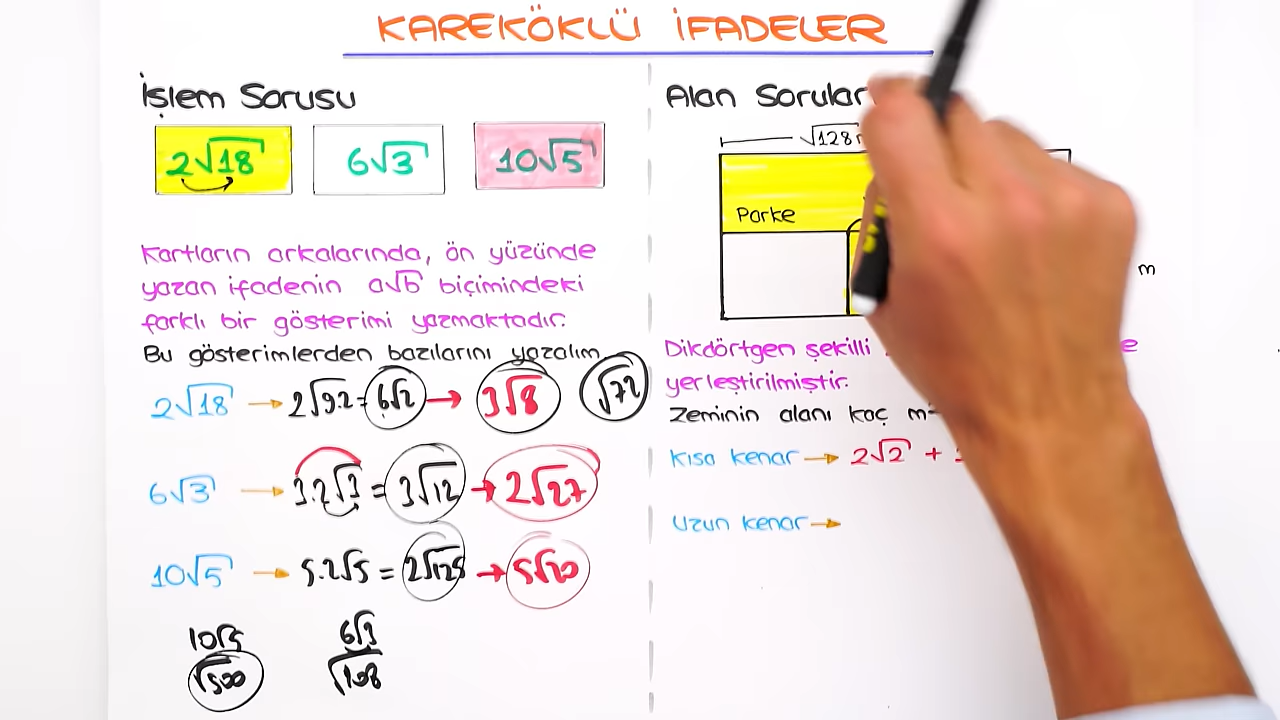 KAREKÖKLÜ İFADELER
İşlem Sorusu
2√18 6√3 10√5
Kartların arkalarında, ön yüzünde
yazan ifadenin a√b biçimindeki
farklı bir gösterimi yazmaktadır.
Bu gösterimlerden bazılarını yazalım
2√18 → 2√9.2 = 6√2 → 3√8 √72
6√3 → 3.2√3 = 3√12 → 2√27
10√5 → 5.2√5 = 2√125 → 5√20
10√5 6√3
√500 √108
Alan
√128
Parke
m
Dikdörtgen şekilli
yerleştirilmiştir.
Zeminin alanı kaç m²
Kısa kenar → 2√2 +
Uzun kenar →